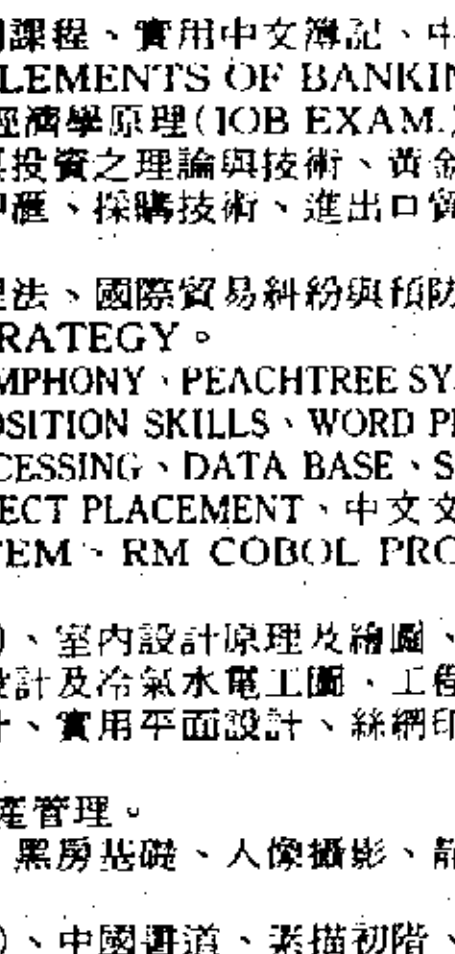 課程、實用中文簿記、中
LEMENTS OF BANKIN
經濟學原理(IOB EXAM.)
投資之理論與技術、黃金
押匯、採購技術、進出口貿
理法、國際貿易糾紛與預防
RATEGY。
MPHONY、PEACHTREE SY
OSITION SKILLS、WORD P
CESSING、DATA BASE、S
ECT PLACEMENT、中文文
TEM、RM COBOL PRO
)、室內設計原理及繪圖、
設計及冷氣水電工圖、工程
計、實用平面設計、絲網印
產管理。
黑房基礎、人像攝影、靜
)、中國書道、素描初階、